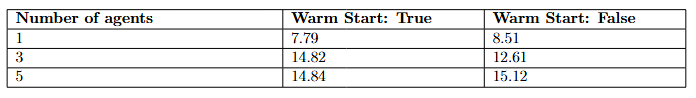 Number of agents Warm Start: True Warm Start: False
1 7.79 8.51
3 14.82 12.61
5 14.84 15.12